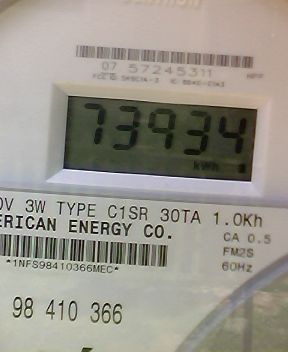 07 57245311
73934
kWh
0V 3W TYPE C1SR 30TA 1.0Kh
ERICAN ENERGY CO.
CA 0.5
FM2S
60Hz
*1NFS98410366MEC*
98 410 366